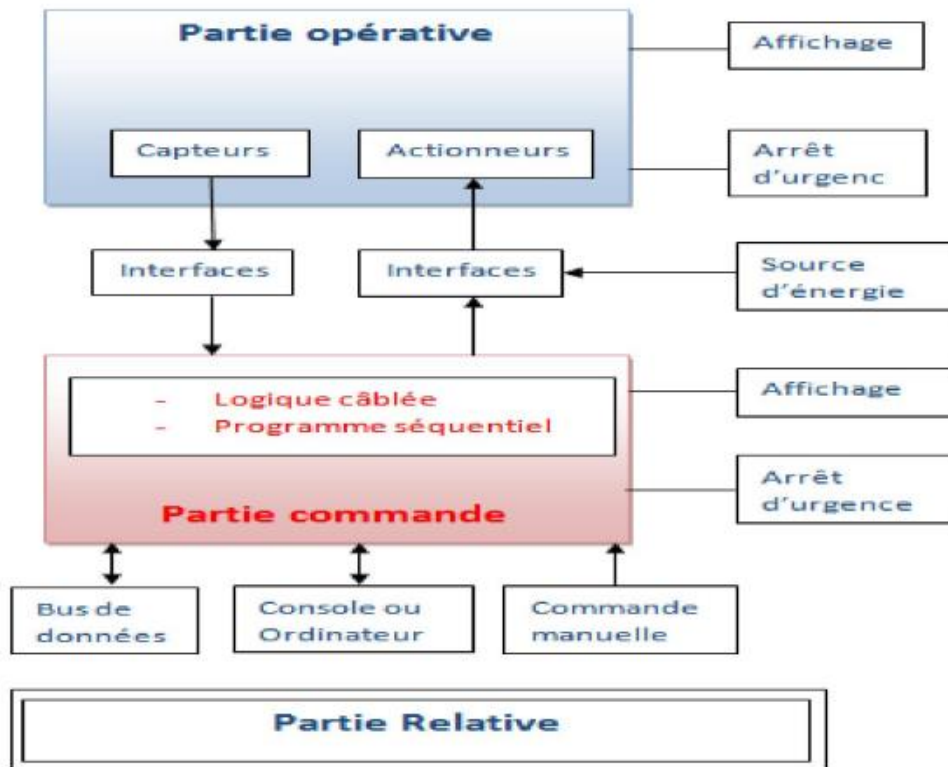 Partie opérative
Affichage
Capteurs
Actionneurs
Arrêt
d'urgenc
Interfaces
Interfaces
Source
d'énergie
- Logique câblée
- Programme séquentiel
Affichage
Partie commande
Arrêt
d'urgence
Bus de
données
Console ou
Ordinateur
Commande
manuelle
Partie Relative